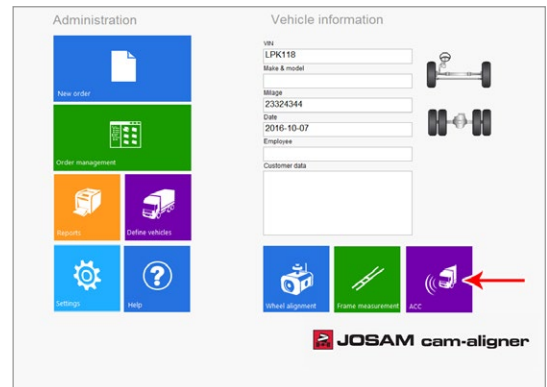 Administration
New order
Order management
Reports
Define vehicles
Settings
Help
Vehicle information
VIN
LPK118
Make & model
Milage
23324344
Date
2016-10-07
Employee
Customer data
Wheel alignment
Frame measurement
ACC
JOSAM cam-aligner